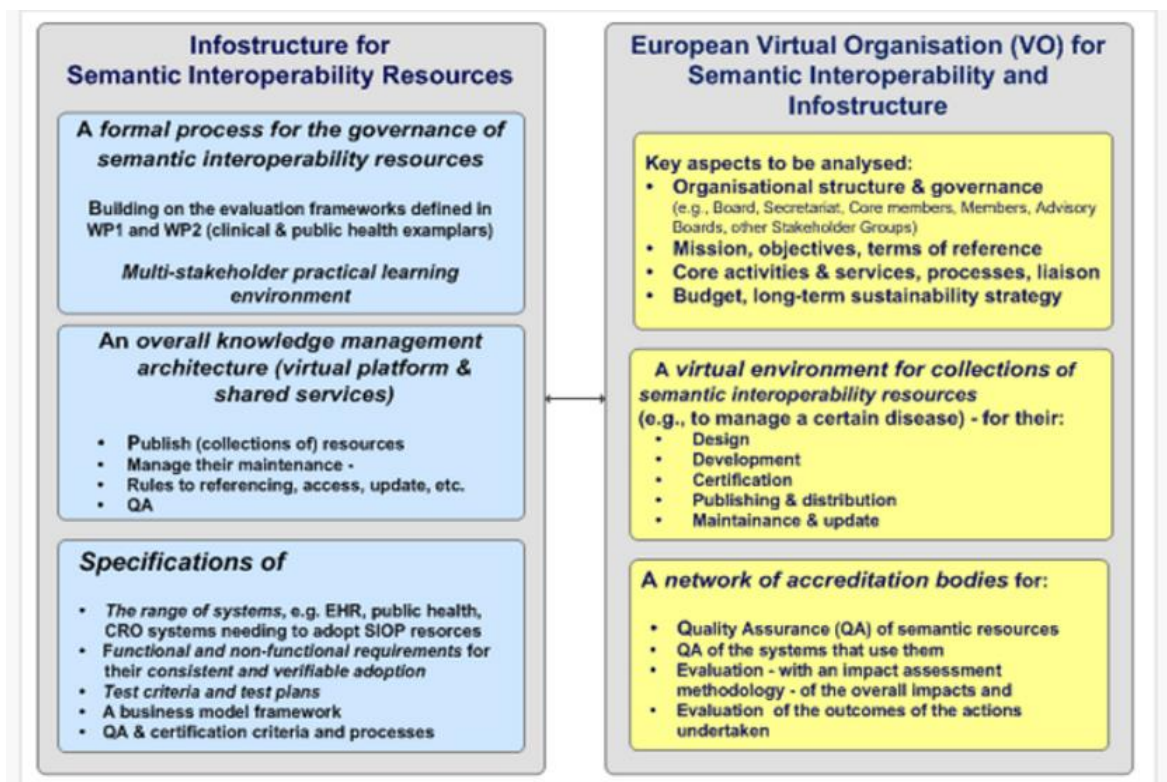 Infostructure for
Semantic Interoperability Resources
A formal process for the governance of
semantic interoperability resources
Building on the evaluation frameworks defined in
WP1 and WP2 (clinical & public health examplars)
Multi-stakeholder practical learning
environment
An overall knowledge management
architecture (virtual platform &
shared services)
• Publish (collections of) resources
• Manage their maintenance -
• Rules to referencing, access, update, etc.
• QA
Specifications of
• The range of systems, e.g. EHR, public health,
CRO systems needing to adopt SIOP resorces
• Functional and non-functional requirements for
their consistent and verifiable adoption
• Test criteria and test plans
• A business model framework
• QA & certification criteria and processes
European Virtual Organisation (VO) for
Semantic Interoperability and
Infostructure
Key aspects to be analysed:
• Organisational structure & governance
(e.g., Board, Secretariat, Core members, Members, Advisory
Boards, other Stakeholder Groups)
• Mission, objectives, terms of reference
• Core activities & services, processes, liaison
• Budget, long-term sustainability strategy
A virtual environment for collections of
semantic interoperability resources
(e.g., to manage a certain disease) - for their:
• Design
• Development
• Certification
• Publishing & distribution
• Maintainance & update
A network of accreditation bodies for:
• Quality Assurance (QA) of semantic resources
• QA of the systems that use them
• Evaluation - with an impact assessment
methodology - of the overall impacts and
• Evaluation of the outcomes of the actions
undertaken